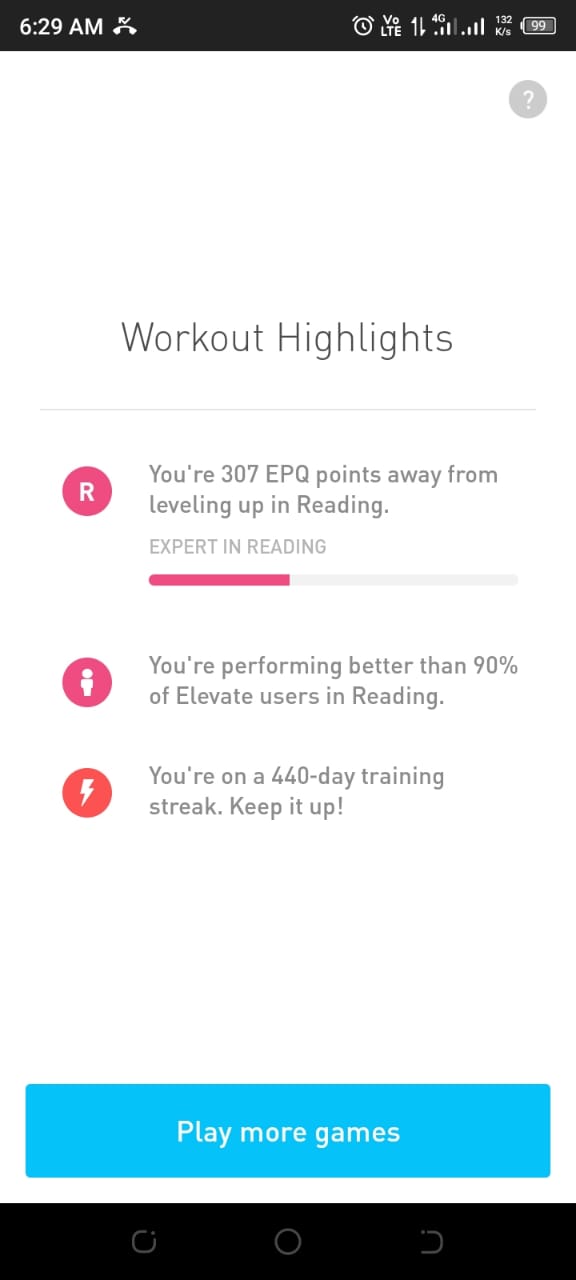 6:29 AM VoLTE 4G 132 K/s 99
?
Workout Highlights
R
You're 307 EPQ points away from
leveling up in Reading.
EXPERT IN READING
You're performing better than 90%
of Elevate users in Reading.
You're on a 440-day training
streak. Keep it up!
Play more games